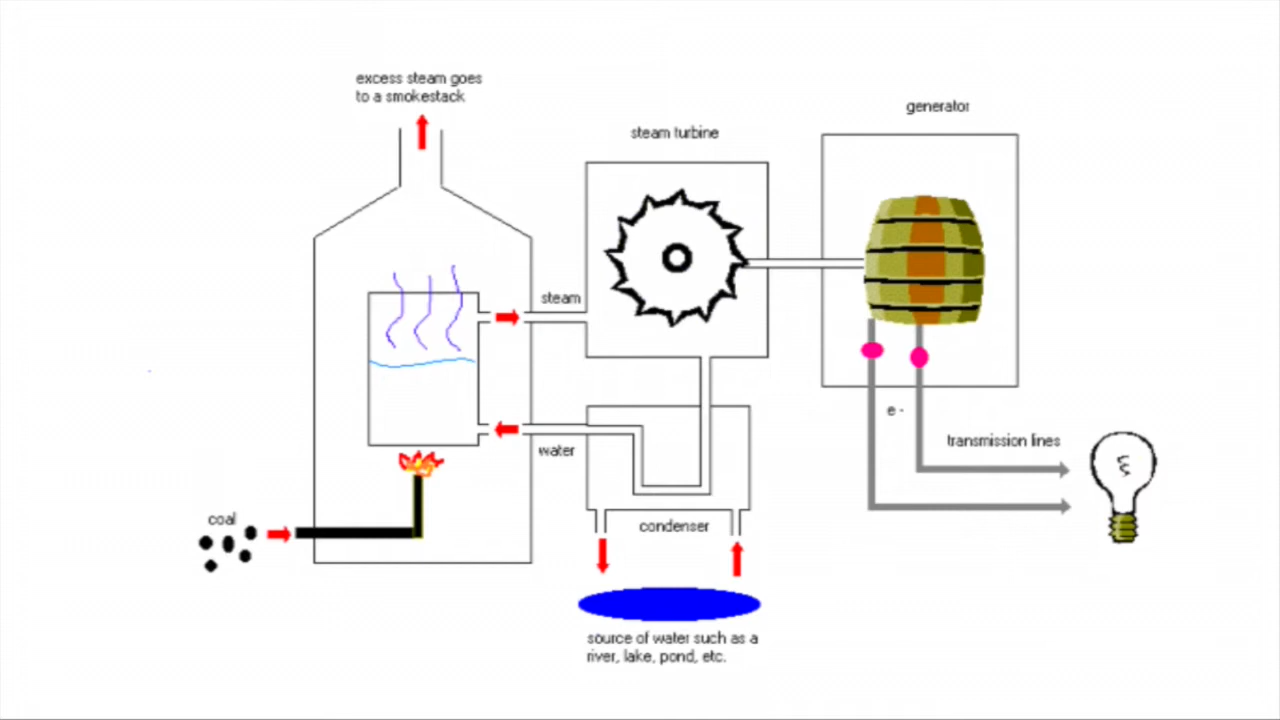 excess steam goes
to a smokestack
generator
steam turbine
steam
e -
transmission lines
water
coal
condenser
source of water such as a
river, lake, pond, etc.